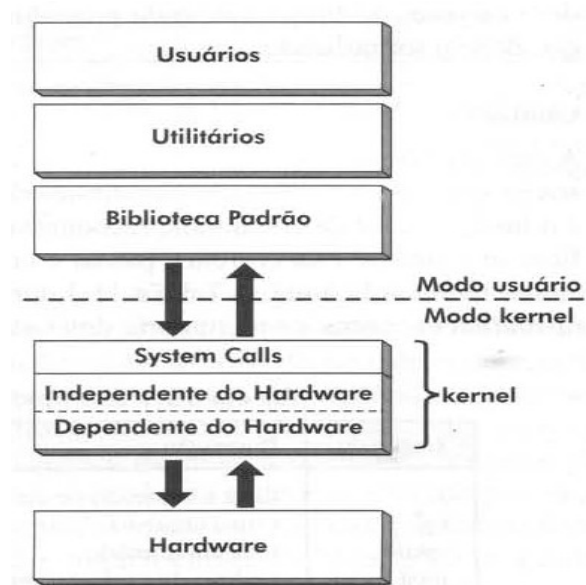 Usuários
Utilitários
Biblioteca Padrão
Modo usuário
Modo kernel
System Calls
Independente do Hardware
Dependente do Hardware
kernel
Hardware